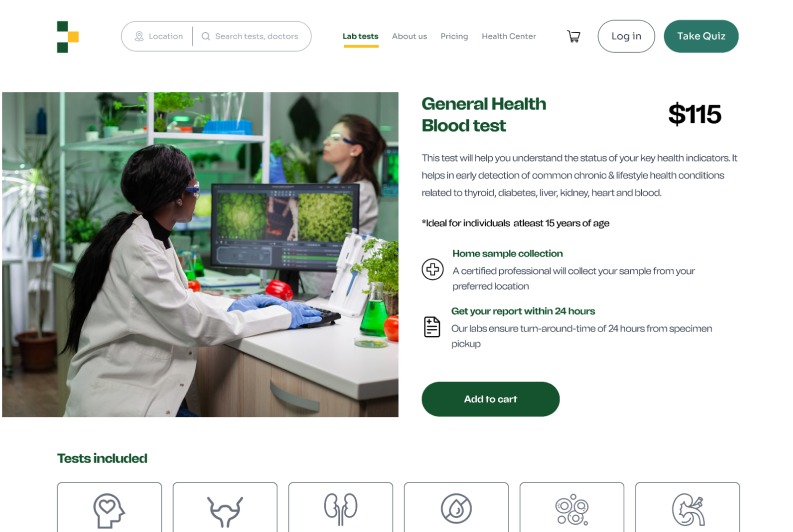 Location
Search tests, doctors
Lab tests
About us
Pricing
Health Center
Log in
Take Quiz
General Health
Blood test
$115
This test will help you understand the status of your key health indicators. It
helps in early detection of common chronic & lifestyle health conditions
related to thyroid, diabetes, liver, kidney, heart and blood.
*Ideal for individuals atleast 15 years of age
Home sample collection
A certified professional will collect your sample from your
preferred location
Get your report within 24 hours
Our labs ensure turn-around-time of 24 hours from specimen
pickup
Add to cart
Tests included